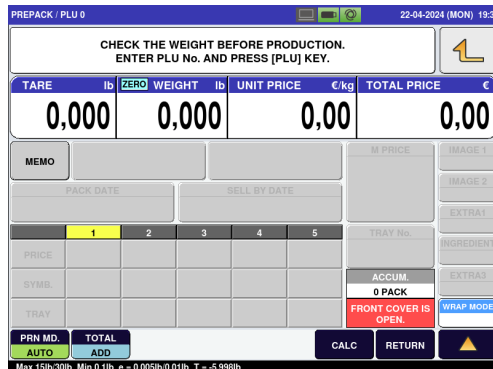 PREPACK / PLU 0
22-04-2024 (MON) 19:3
CHECK THE WEIGHT BEFORE PRODUCTION.
ENTER PLU No. AND PRESS [PLU] KEY.
TARE lb ZERO WEIGHT lb UNIT PRICE €/kg TOTAL PRICE €
0,000 0,000 0,00 0,00
MEMO
M PRICE
IMAGE 1
PACK DATE
SELL BY DATE
IMAGE 2
EXTRA1
1 2 3 4 5
TRAY No.
INGREDIENT
PRICE
SYMB.
ACCUM.
EXTRA3
0 PACK
TRAY
FRONT COVER IS
OPEN.
WRAP MODE
PRN MD.
AUTO
TOTAL
ADD
CALC
RETURN
Max 15lb/30lb Min 0.1lb e = 0.005lb/0.01lb T = -5.998lb